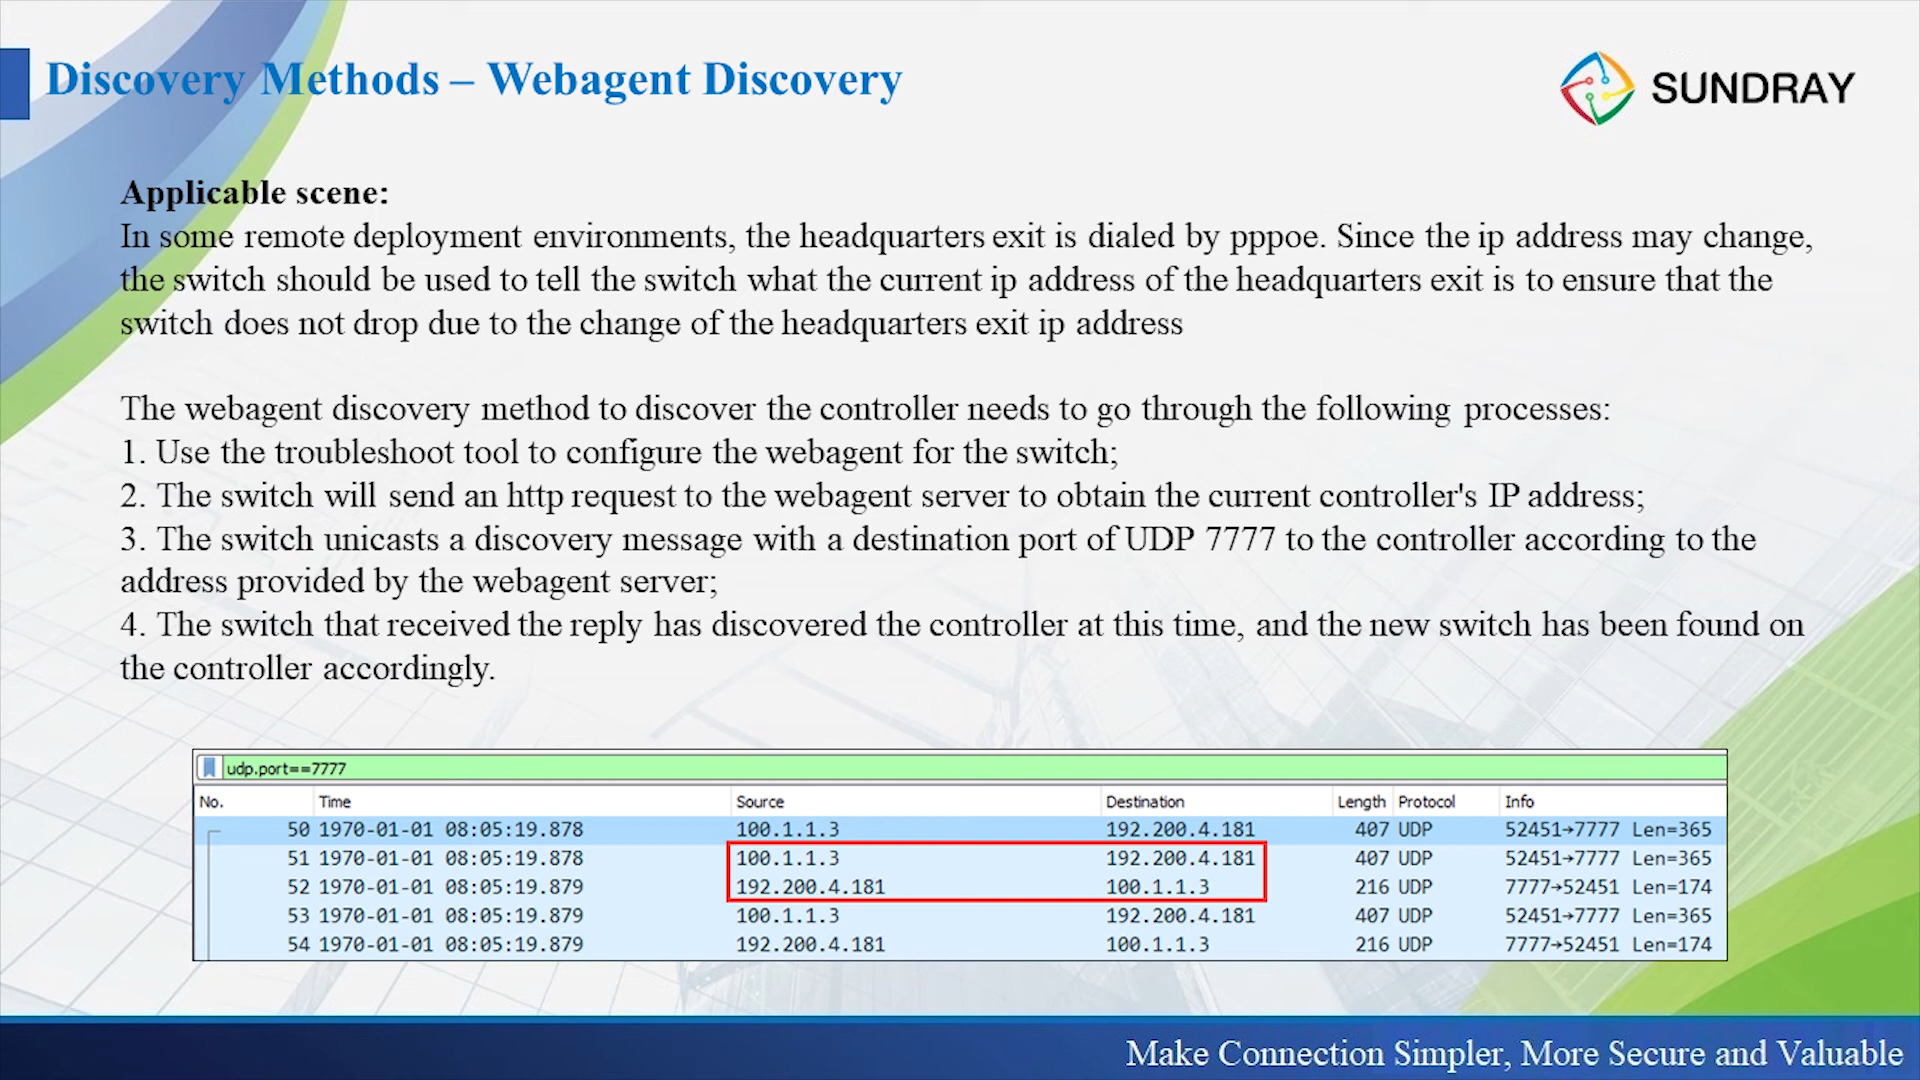 Discovery Methods – Webagent Discovery
SUNDRAY
Applicable scene:
In some remote deployment environments, the headquarters exit is dialed by pppoe. Since the ip address may change,
the switch should be used to tell the switch what the current ip address of the headquarters exit is to ensure that the
switch does not drop due to the change of the headquarters exit ip address
The webagent discovery method to discover the controller needs to go through the following processes:
1. Use the troubleshoot tool to configure the webagent for the switch;
2. The switch will send an http request to the webagent server to obtain the current controller's IP address;
3. The switch unicasts a discovery message with a destination port of UDP 7777 to the controller according to the
address provided by the webagent server;
4. The switch that received the reply has discovered the controller at this time, and the new switch has been found on
the controller accordingly.
udp.port==7777
No. Time Source Destination Length Protocol Info
50 1970-01-01 08:05:19.878 100.1.1.3 192.200.4.181 407 UDP 52451→7777 Len=365
51 1970-01-01 08:05:19.878 100.1.1.3 192.200.4.181 407 UDP 52451→7777 Len=365
52 1970-01-01 08:05:19.879 192.200.4.181 100.1.1.3 216 UDP 7777→52451 Len=174
53 1970-01-01 08:05:19.879 100.1.1.3 192.200.4.181 407 UDP 52451→7777 Len=365
54 1970-01-01 08:05:19.879 192.200.4.181 100.1.1.3 216 UDP 7777→52451 Len=174
Make Connection Simpler, More Secure and Valuable